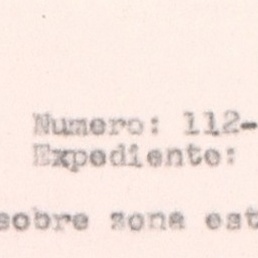 Numero: 112-
Expediente:
sobre zona est